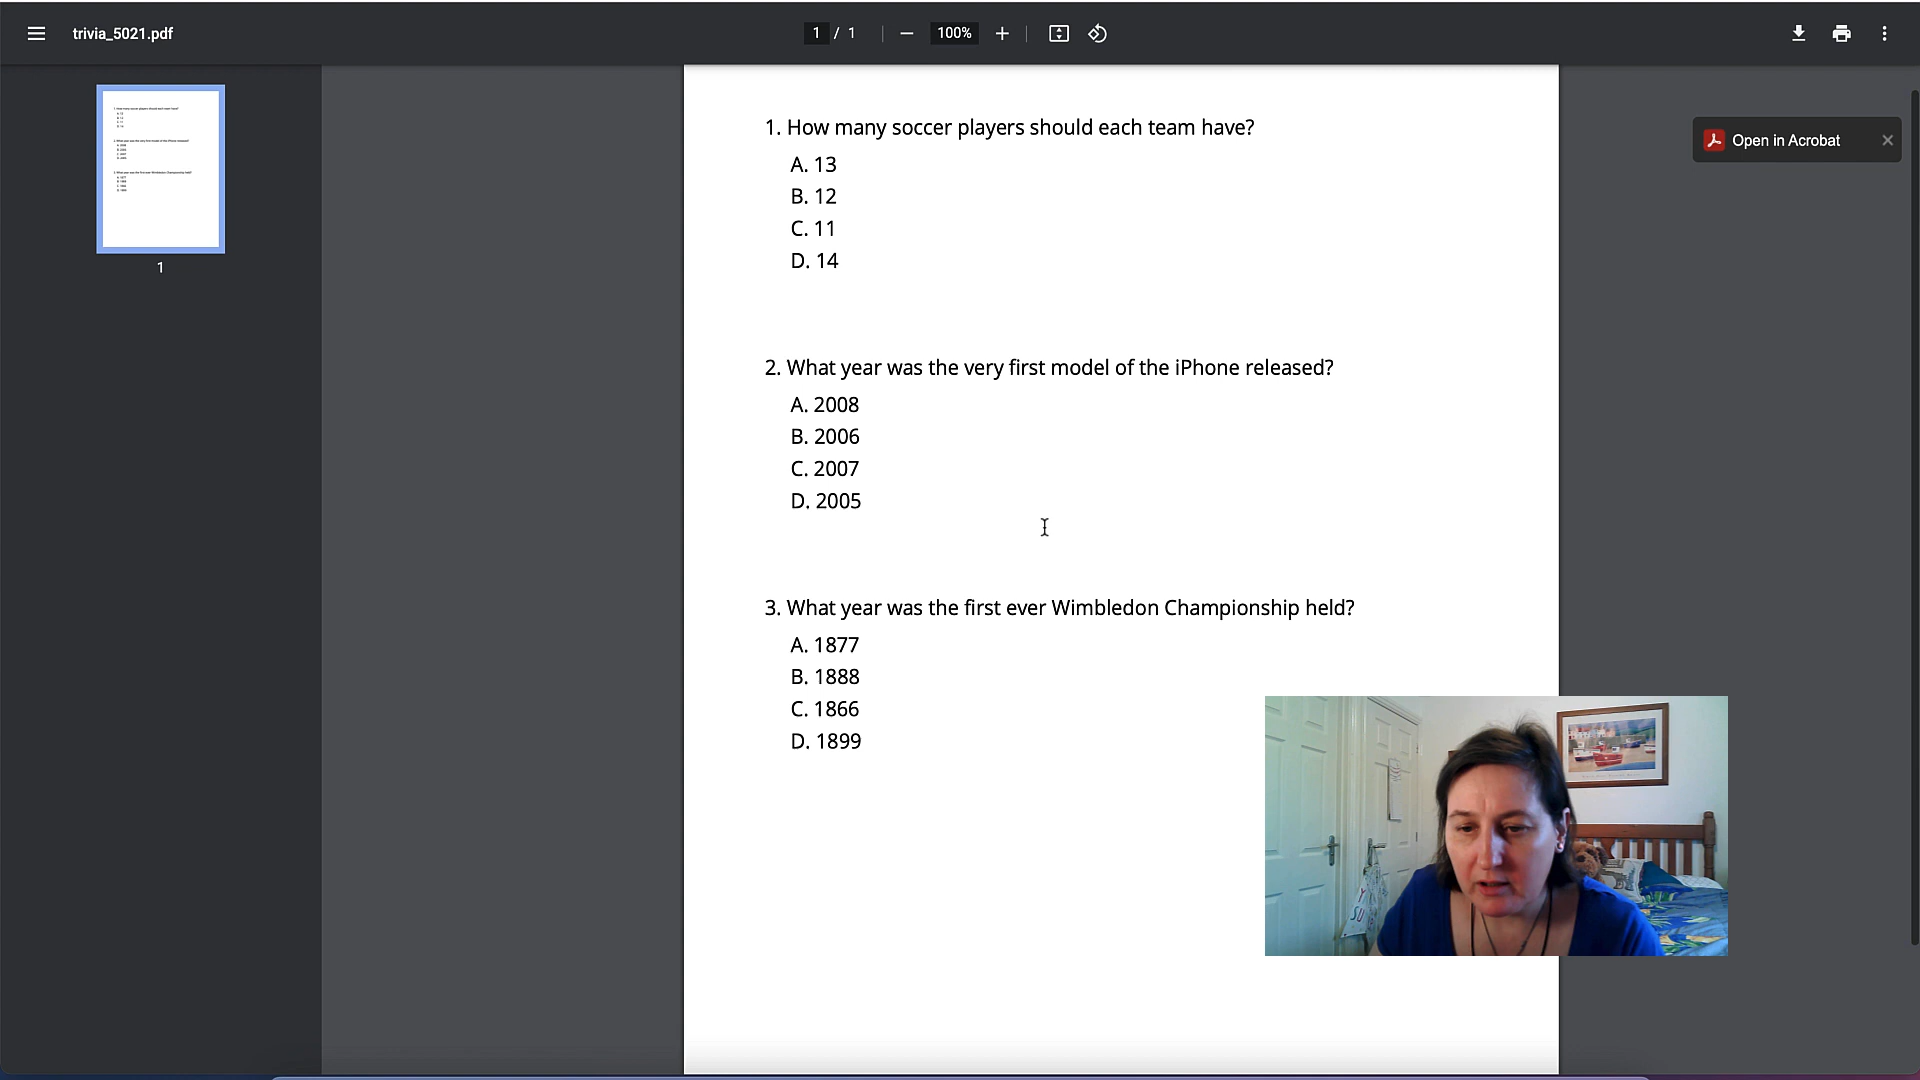 trivia_5021.pdf
1 / 1
100%
Open in Acrobat
1
1. How many soccer players should each team have?
A. 13
B. 12
C. 11
D. 14
2. What year was the very first model of the iPhone released?
A. 2008
B. 2006
C. 2007
D. 2005
3. What year was the first ever Wimbledon Championship held?
A. 1877
B. 1888
C. 1866
D. 1899